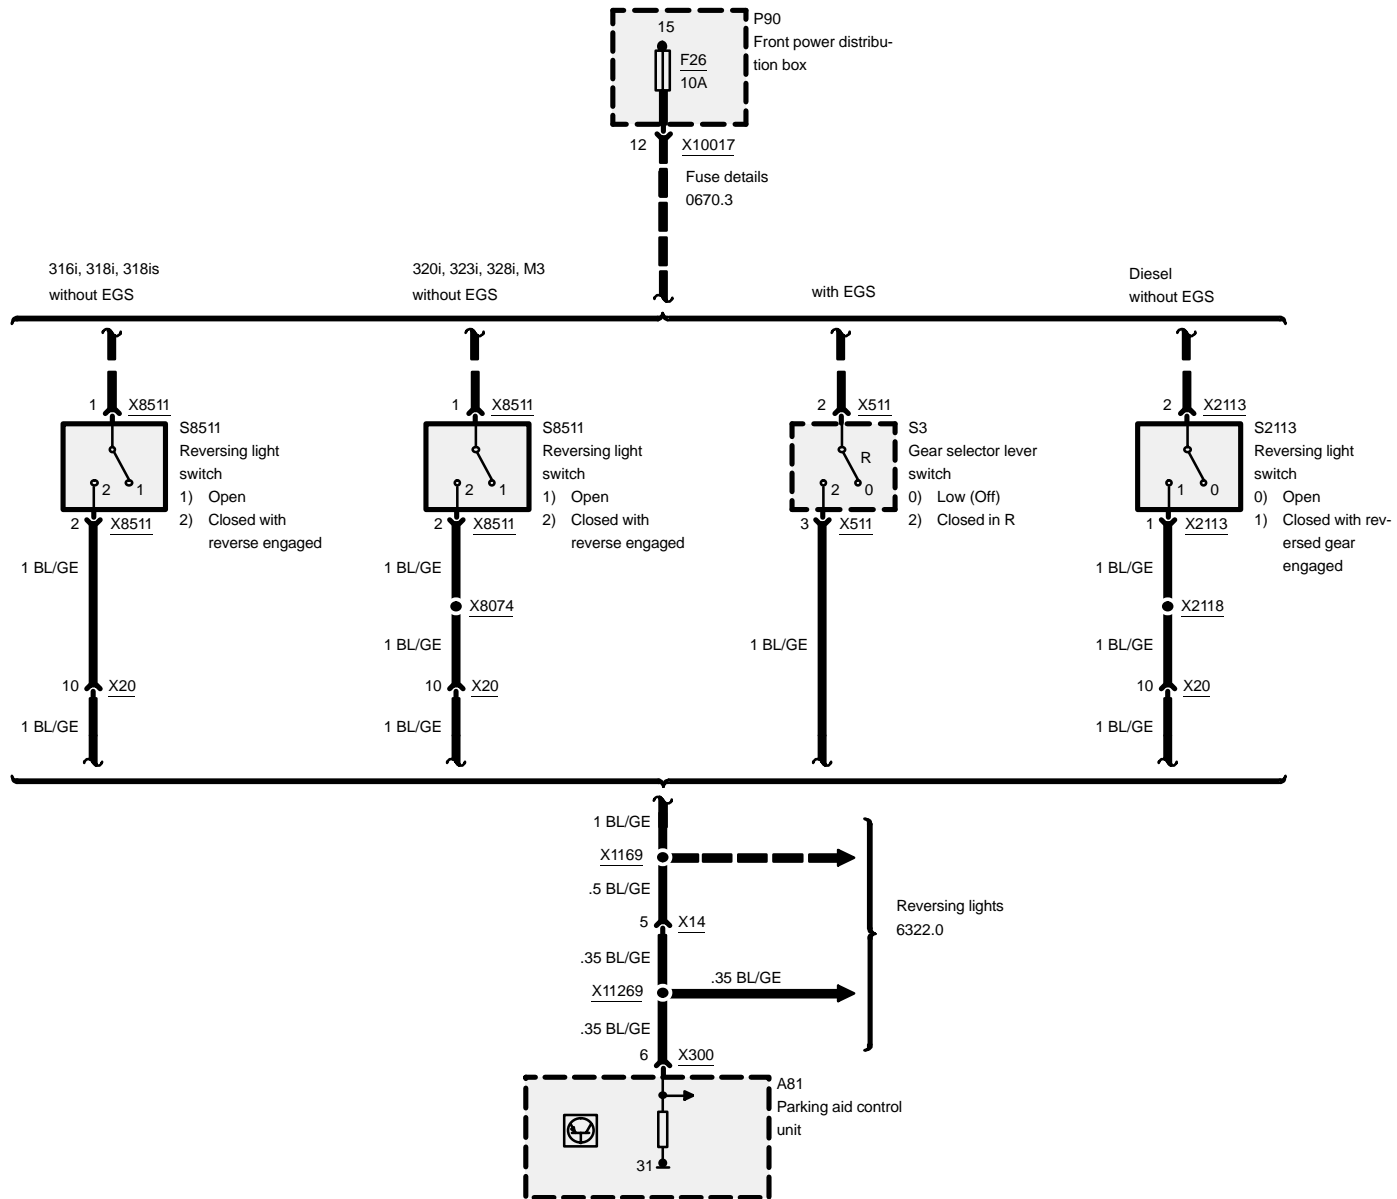 15
P90
Front power distribu-
tion box
F26
10A
12 X10017
Fuse details
0670.3
316i, 318i, 318is
without EGS
320i, 323i, 328i, M3
without EGS
with EGS
Diesel
without EGS
1 X8511
S8511
Reversing light
switch
1) Open
2) Closed with
reverse engaged
2 1
2 X8511
1 BL/GE
10 X20
1 BL/GE
1 X8511
S8511
Reversing light
switch
1) Open
2) Closed with
reverse engaged
2 1
2 X8511
1 BL/GE
X8074
1 BL/GE
10 X20
1 BL/GE
2 X511
S3
Gear selector lever
switch
0) Low (Off)
2) Closed in R
R
2 0
3 X511
1 BL/GE
2 X2113
S2113
Reversing light
switch
0) Open
1) Closed with rev-
ersed gear
engaged
1 0
1 X2113
1 BL/GE
X2118
1 BL/GE
10 X20
1 BL/GE
1 BL/GE
X1169
.5 BL/GE
5 X14
.35 BL/GE
X11269
.35 BL/GE
.35 BL/GE
6 X300
Reversing lights
6322.0
A81
Parking aid control
unit
31